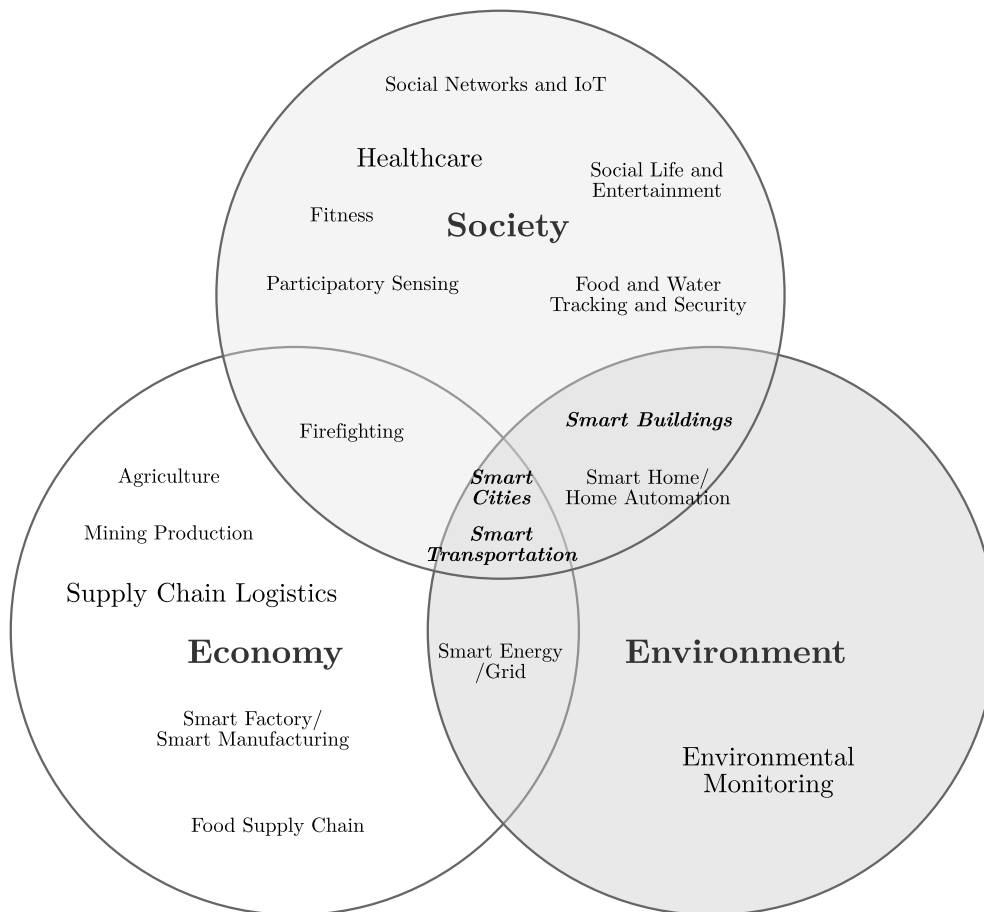 Social Networks and IoT
Healthcare
Social Life and
Entertainment
Fitness
Society
Participatory Sensing
Food and Water
Tracking and Security
Firefighting
Smart Buildings
Agriculture
Smart
Cities
Smart Home/
Home Automation
Mining Production
Smart
Transportation
Supply Chain Logistics
Economy
Smart Energy
/Grid
Environment
Smart Factory/
Smart Manufacturing
Environmental
Monitoring
Food Supply Chain